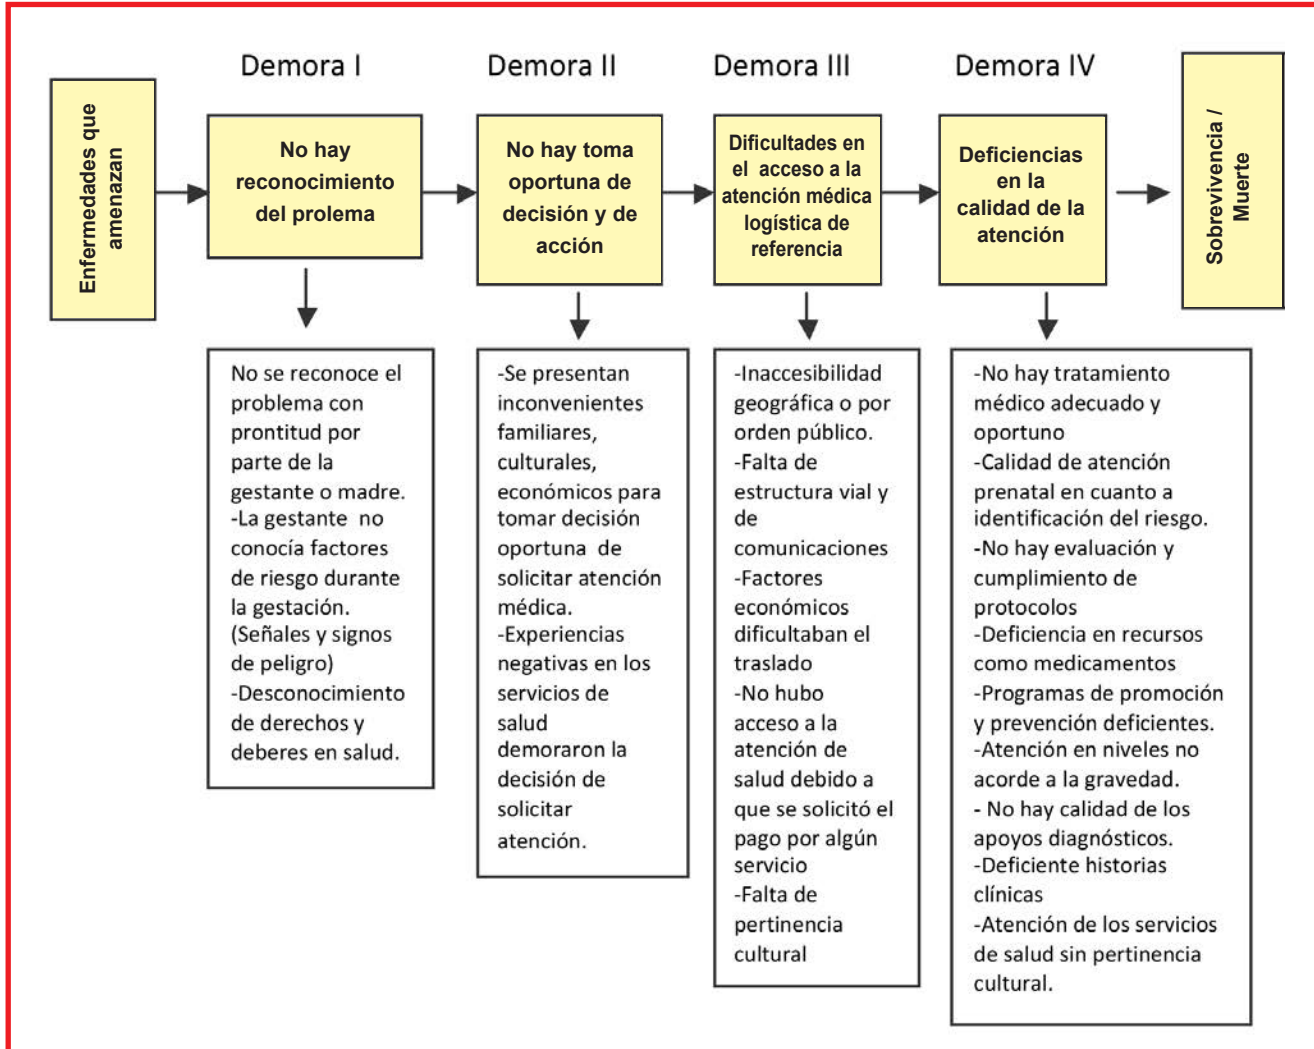 Demora I
Demora II
Demora III
Demora IV
Enfermedades que
amenazan
No hay
reconocimiento
del prolema
No hay toma
oportuna de
decisión y de
acción
Dificultades en
el acceso a la
atención médica
logística de
referencia
Deficiencias
en la
calidad de la
atención
Sobrevivencia /
Muerte
No se reconoce el
problema con
prontitud por
parte de la
gestante o madre.
-La gestante no
conocía factores
de riesgo durante
la gestación.
(Señales y signos
de peligro)
-Desconocimiento
de derechos y
deberes en salud.
-Se presentan
inconvenientes
familiares,
culturales,
económicos para
tomar decisión
oportuna de
solicitar atención
médica.
-Experiencias
negativas en los
servicios de
salud
demoraron la
decisión de
solicitar
atención.
-Inaccesibilidad
geográfica o por
orden público.
-Falta de
estructura vial y
de
comunicaciones
-Factores
económicos
dificultaban el
traslado
-No hubo
acceso a la
atención de
salud debido a
que se solicitó el
pago por algún
servicio
-Falta de
pertinencia
cultural
-No hay tratamiento
médico adecuado y
oportuno
-Calidad de atención
prenatal en cuanto a
identificación del riesgo.
-No hay evaluación y
cumplimiento de
protocolos
-Deficiencia en recursos
como medicamentos
-Programas de promoción
y prevención deficientes.
-Atención en niveles no
acorde a la gravedad.
- No hay calidad de los
apoyos diagnósticos.
-Deficiente historias
clínicas
-Atención de los servicios
de salud sin pertinencia
cultural.